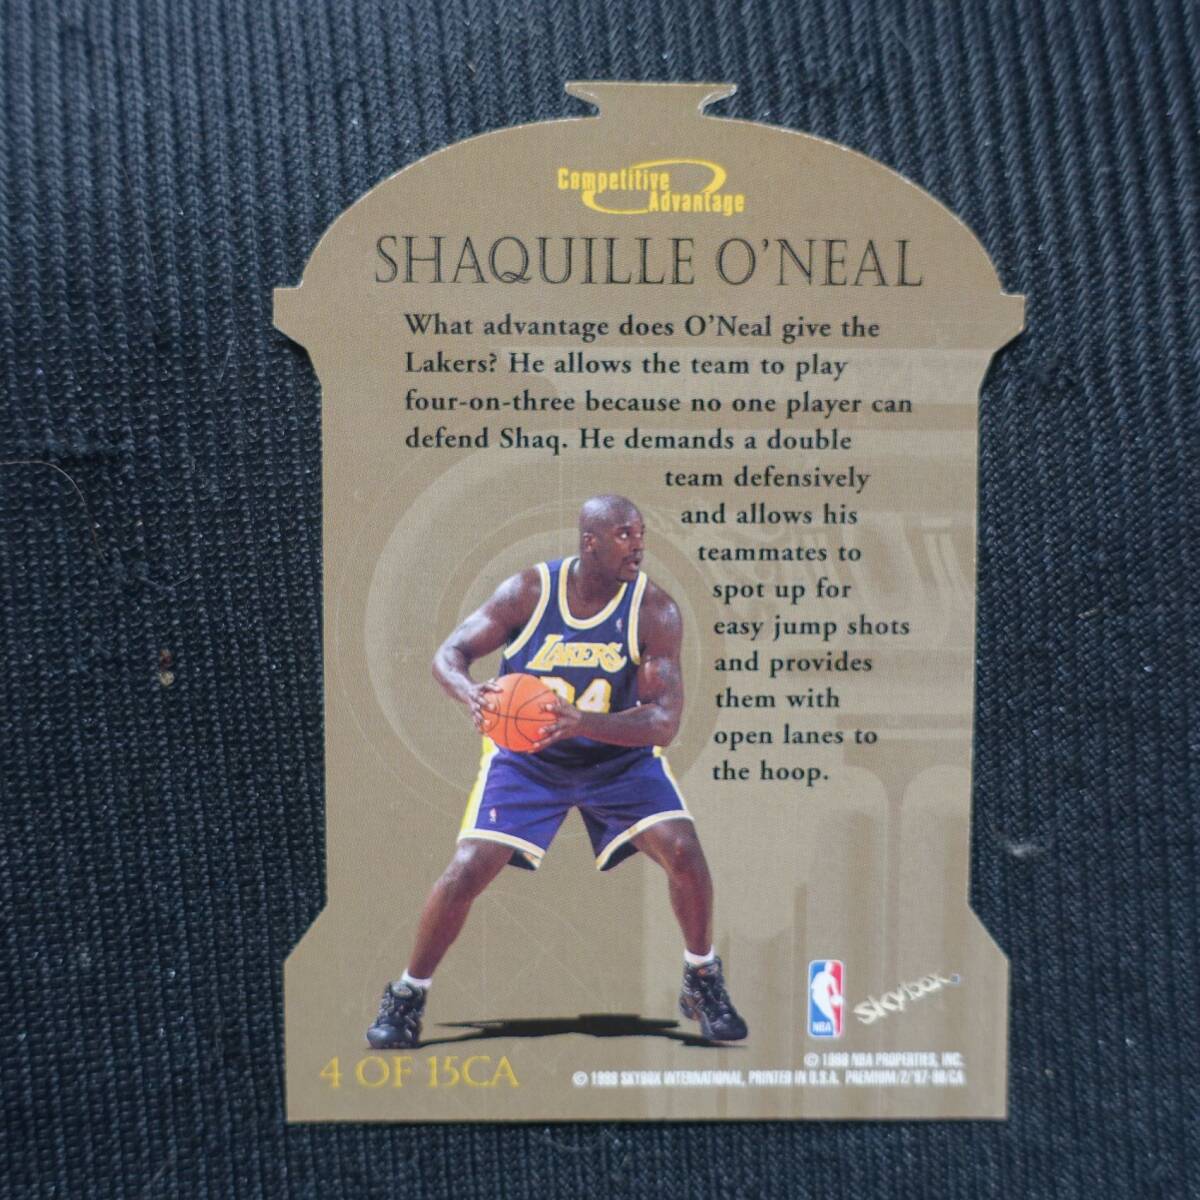 Competitive
Advantage
SHAQUILLE O'NEAL
What advantage does O'Neal give the
Lakers? He allows the team to play
four-on-three because no one player can
defend Shaq. He demands a double
team defensively
and allows his
teammates to
spot up for
easy jump shots
and provides
them with
open lanes to
the hoop.
LAKERS
34
NBA
SkyBox
4 OF 15CA
© 1998 NBA PROPERTIES, INC.
© 1998 SKYBOX INTERNATIONAL, PRINTED IN U.S.A. PREMIUM/2/'97-98/CA